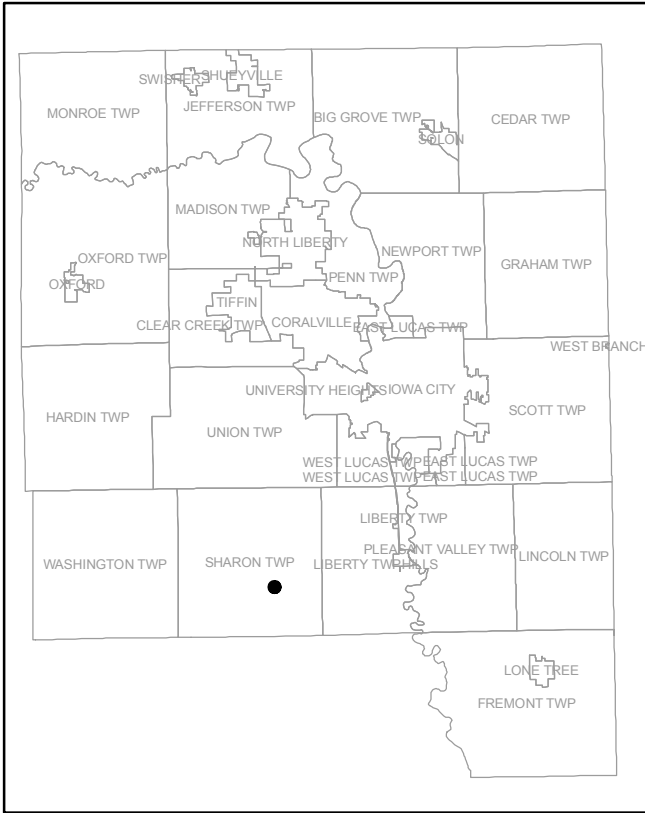 SHUEYVILLE
SWISHER
JEFFERSON TWP
MONROE TWP
BIG GROVE TWP
CEDAR TWP
SOLON
MADISON TWP
NORTH LIBERTY
NEWPORT TWP
OXFORD TWP
GRAHAM TWP
PENN TWP
OXFORD
TIFFIN
CLEAR CREEK TWP
CORALVILLE
EAST LUCAS TWP
WEST BRANCH
UNIVERSITY HEIGHTS
IOWA CITY
SCOTT TWP
HARDIN TWP
UNION TWP
WEST LUCAS TWP
EAST LUCAS TWP
WEST LUCAS TWP
EAST LUCAS TWP
LIBERTY TWP
PLEASANT VALLEY TWP
LINCOLN TWP
WASHINGTON TWP
SHARON TWP
LIBERTY TWP
HILLS
LONE TREE
FREMONT TWP